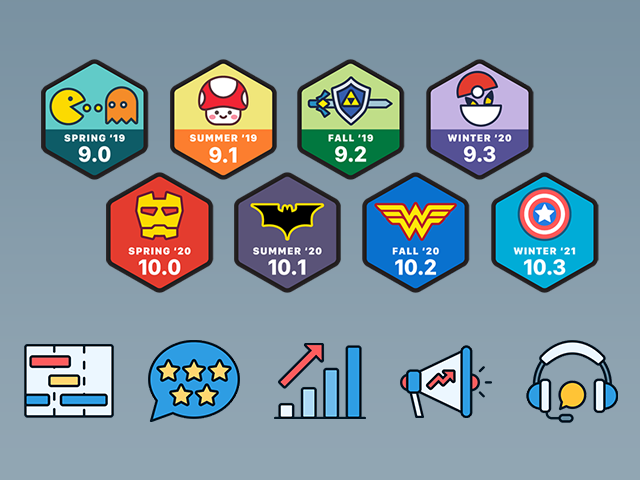 SPRING '19
9.0
SUMMER '19
9.1
FALL '19
9.2
WINTER '20
9.3
SPRING '20
10.0
SUMMER '20
10.1
FALL '20
10.2
WINTER '21
10.3